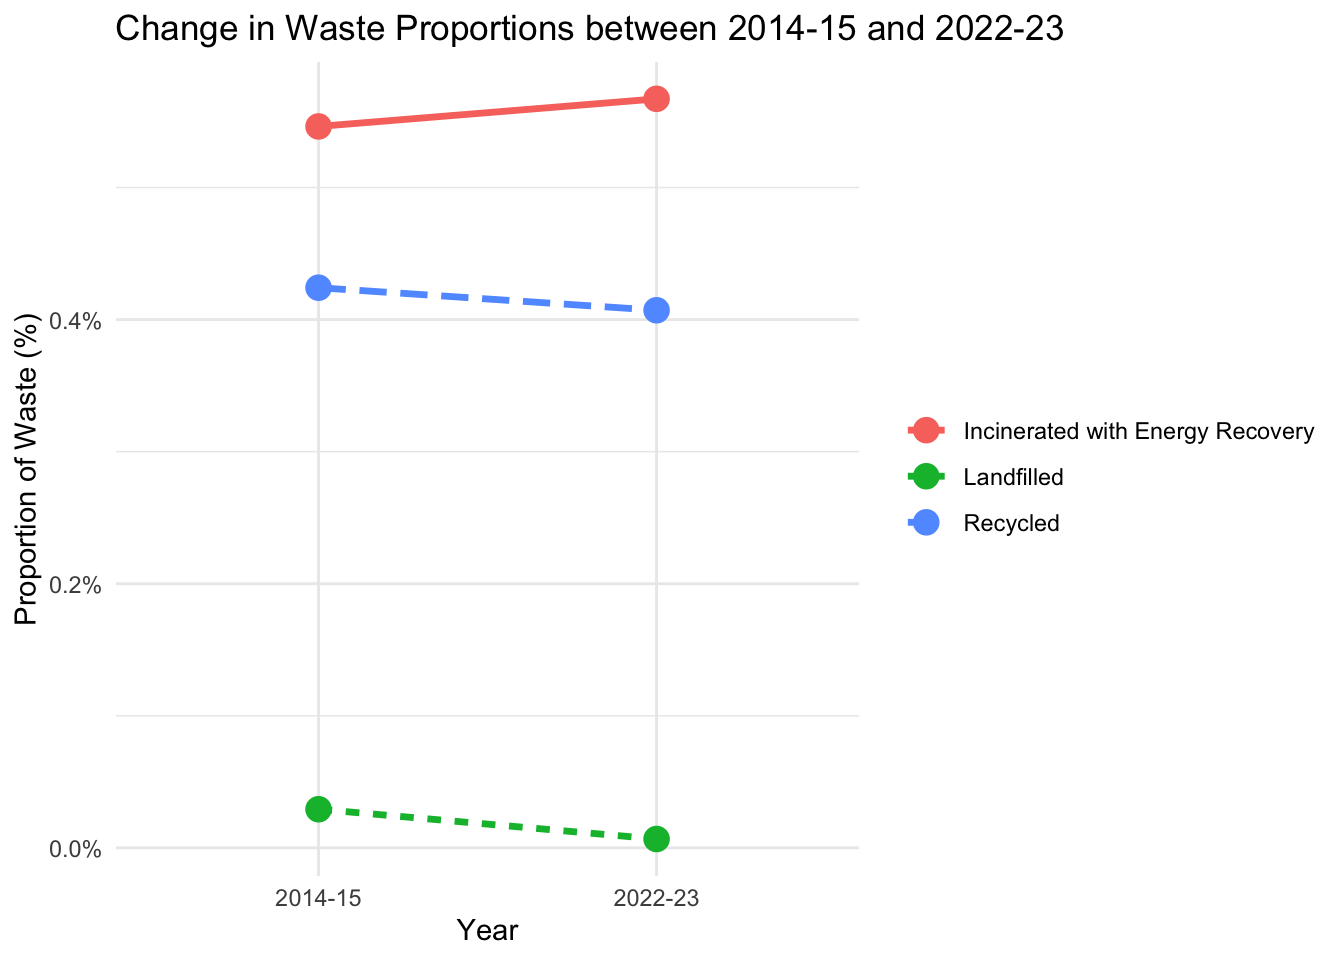 Change in Waste Proportions between 2014-15 and 2022-23
Proportion of Waste (%)
0.4%
0.2%
0.0%
2014-15
2022-23
Year
Incinerated with Energy Recovery
Landfilled
Recycled